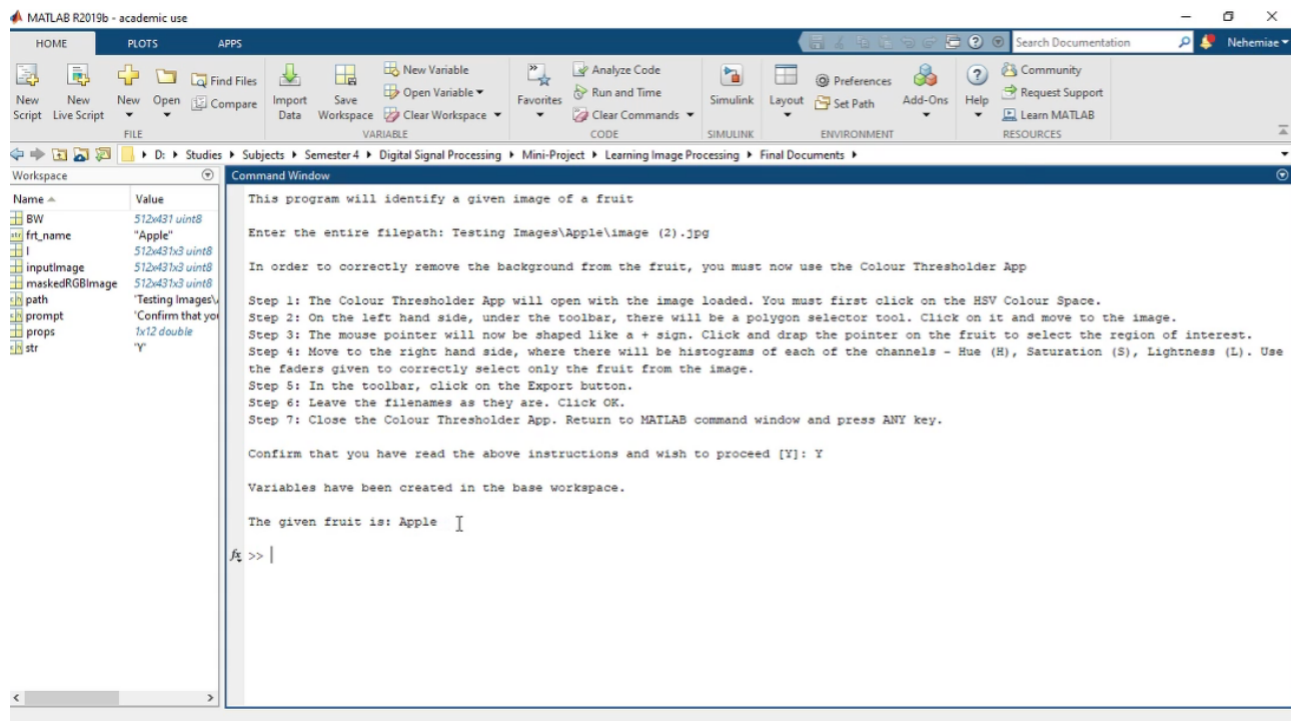 MATLAB R2019b - academic use
HOME PLOTS APPS
Search Documentation
Nehemiae
New Script
New Live Script
New
Open
Find Files
Compare
Import Data
Save Workspace
New Variable
Open Variable
Clear Workspace
Favorites
Analyze Code
Run and Time
Clear Commands
Simulink
Layout
Preferences
Set Path
Add-Ons
Help
Community
Request Support
Learn MATLAB
FILE VARIABLE CODE SIMULINK ENVIRONMENT RESOURCES
D: Studies Subjects Semester 4 Digital Signal Processing Mini-Project Learning Image Processing Final Documents
Workspace
Name Value
BW 512x431 uint8
frt_name "Apple"
I 512x431x3 uint8
inputImage 512x431x3 uint8
maskedRGBImage 512x431x3 uint8
path 'Testing Images\
prompt 'Confirm that you
props 1x12 double
str 'Y'
Command Window
This program will identify a given image of a fruit
Enter the entire filepath: Testing Images\Apple\image (2).jpg
In order to correctly remove the background from the fruit, you must now use the Colour Thresholder App
Step 1: The Colour Thresholder App will open with the image loaded. You must first click on the HSV Colour Space.
Step 2: On the left hand side, under the toolbar, there will be a polygon selector tool. Click on it and move to the image.
Step 3: The mouse pointer will now be shaped like a + sign. Click and drap the pointer on the fruit to select the region of interest.
Step 4: Move to the right hand side, where there will be histograms of each of the channels - Hue (H), Saturation (S), Lightness (L). Use
the faders given to correctly select only the fruit from the image.
Step 5: In the toolbar, click on the Export button.
Step 6: Leave the filenames as they are. Click OK.
Step 7: Close the Colour Thresholder App. Return to MATLAB command window and press ANY key.
Confirm that you have read the above instructions and wish to proceed [Y]: Y
Variables have been created in the base workspace.
The given fruit is: Apple
fx >>